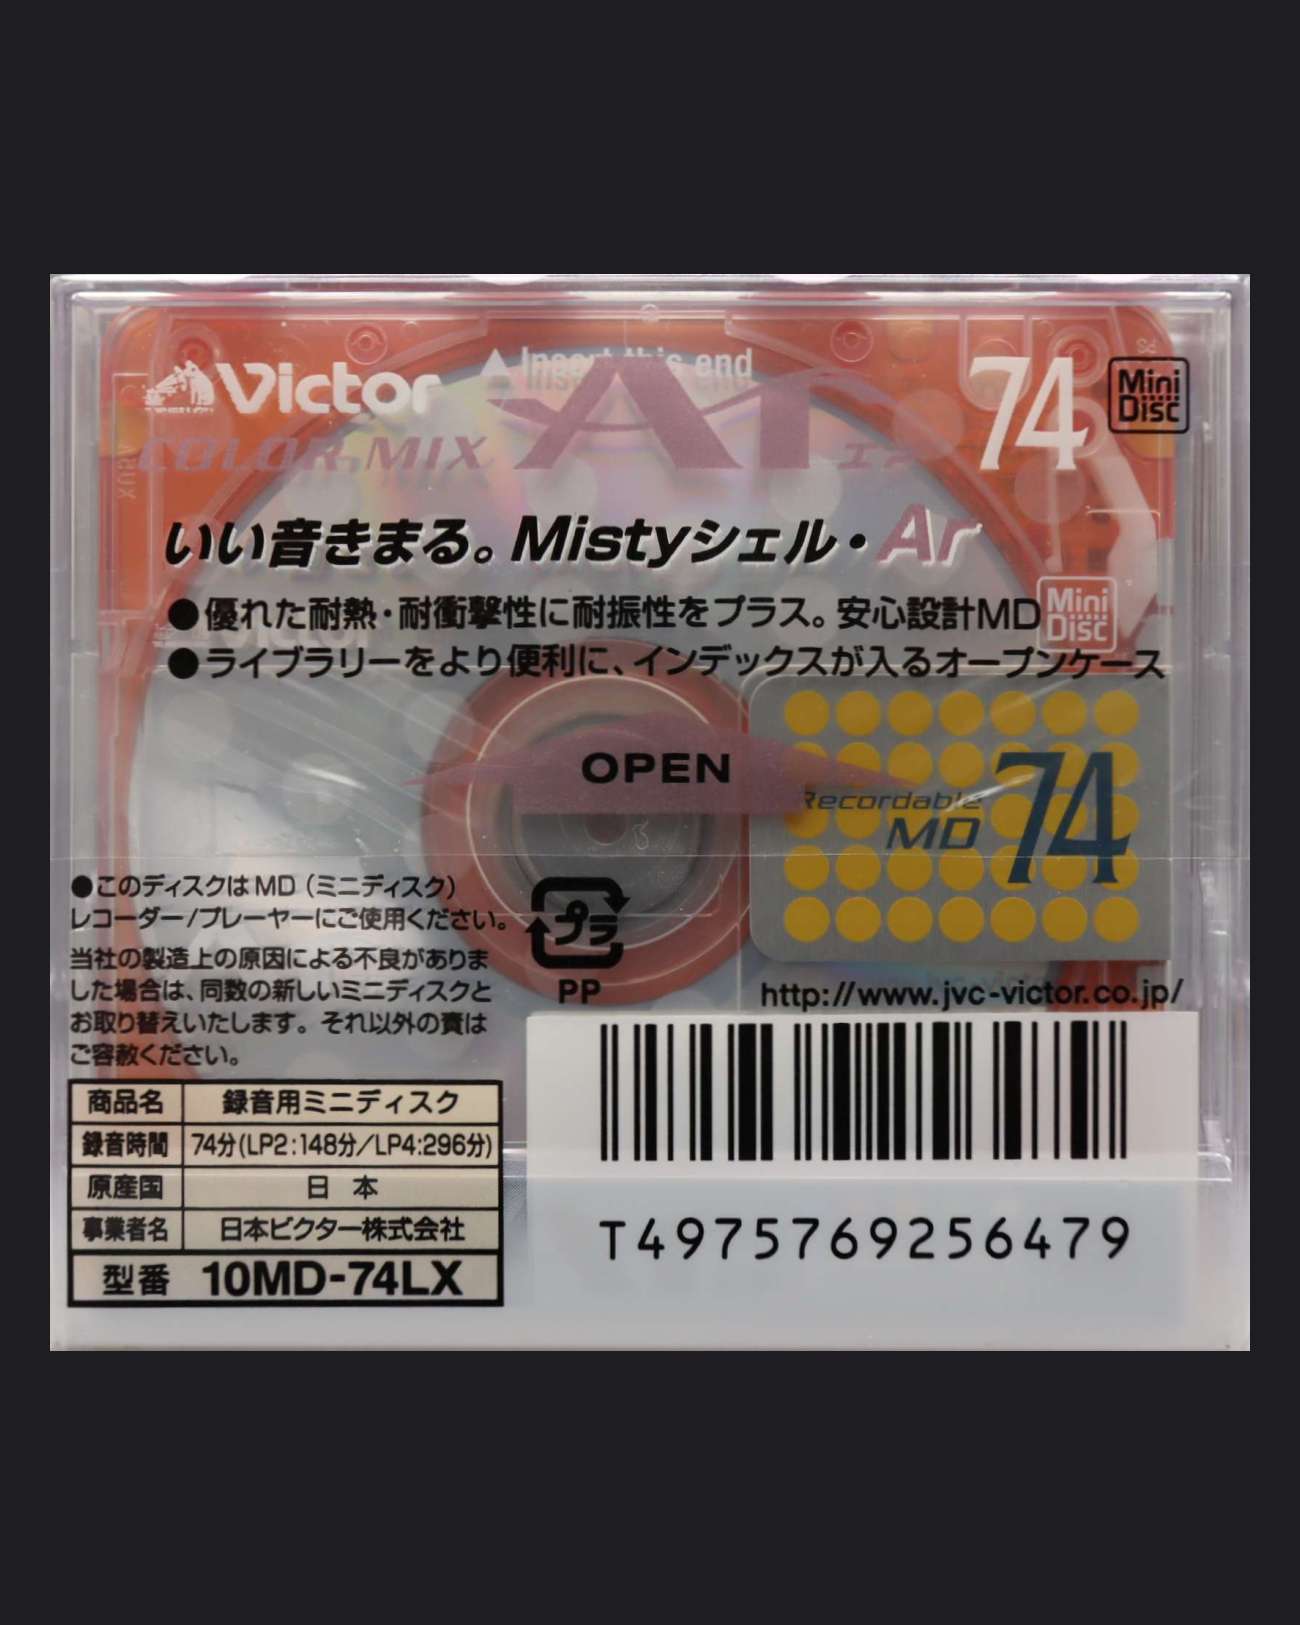 Victor
Insert this end
74
Mini Disc
COLOR MIX Ar
いい音きまる。Mistyシェル・Ar
●優れた耐熱・耐衝撃性に耐振性をプラス。安心設計MD
Mini Disc
●ライブラリーをより便利に、インデックスが入るオープンケース
OPEN
Recordable
MD 74
●このディスクはMD（ミニディスク）
レコーダー/プレーヤーにご使用ください。
当社の製造上の原因による不良がありま
した場合は、同数の新しいミニディスクと
お取り替えいたします。それ以外の責は
ご容赦ください。
プラ
PP
http://www.jvc-victor.co.jp/
商品名 録音用ミニディスク
録音時間 74分(LP2:148分/LP4:296分)
原産国 日 本
事業者名 日本ビクター株式会社
型番 10MD-74LX
T4975769256479